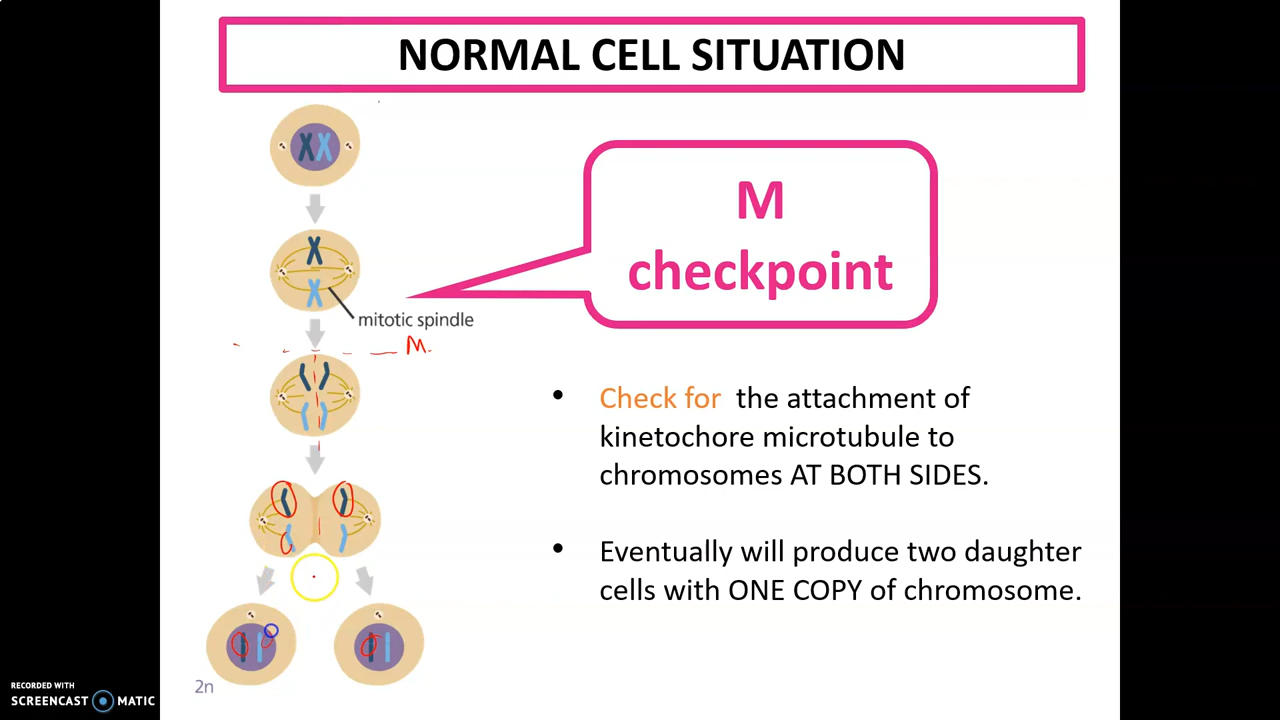 NORMAL CELL SITUATION
M
checkpoint
mitotic spindle
M.
• Check for the attachment of
kinetochore microtubule to
chromosomes AT BOTH SIDES.
• Eventually will produce two daughter
cells with ONE COPY of chromosome.
2n
RECORDED WITH
SCREENCAST MATIC